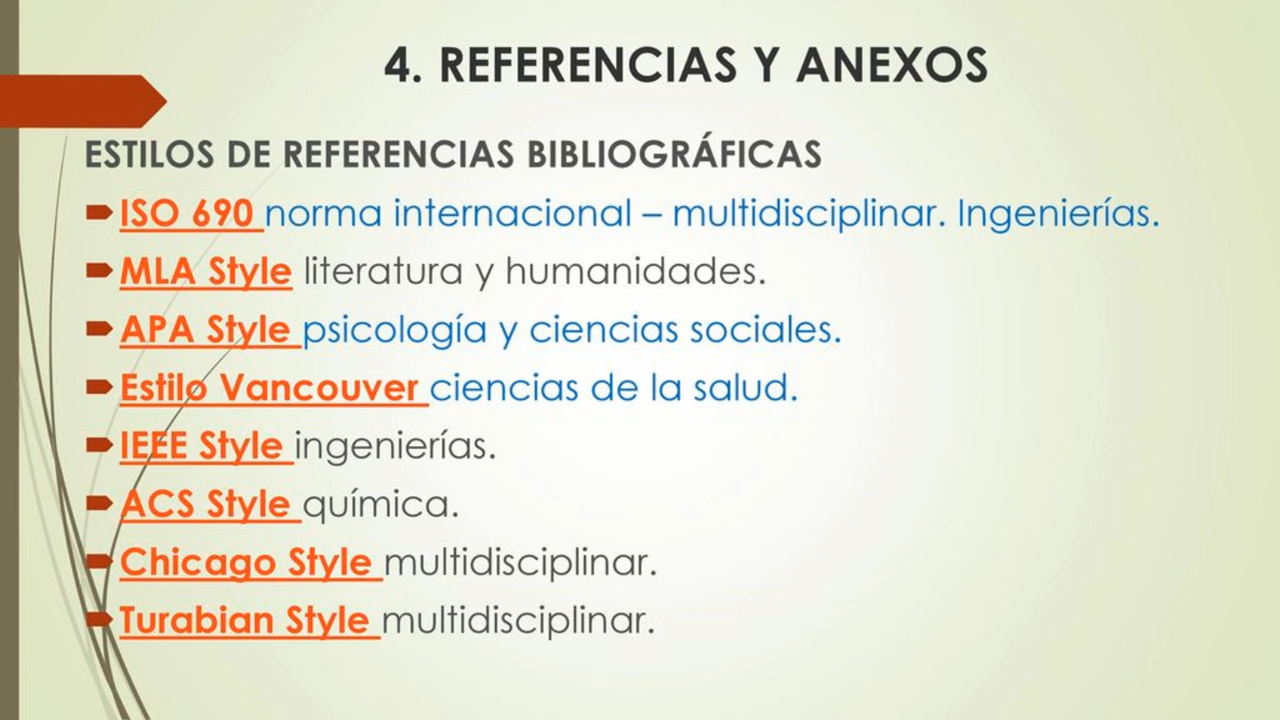 4. REFERENCIAS Y ANEXOS
ESTILOS DE REFERENCIAS BIBLIOGRÁFICAS
ISO 690 norma internacional – multidisciplinar. Ingenierías.
MLA Style literatura y humanidades.
APA Style psicología y ciencias sociales.
Estilo Vancouver ciencias de la salud.
IEEE Style ingenierías.
ACS Style química.
Chicago Style multidisciplinar.
Turabian Style multidisciplinar.